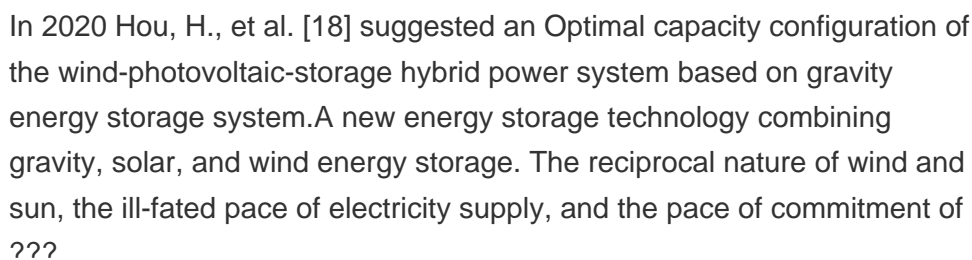 In 2020 Hou, H., et al. [18] suggested an Optimal capacity configuration of
the wind-photovoltaic-storage hybrid power system based on gravity
energy storage system.A new energy storage technology combining
gravity, solar, and wind energy storage. The reciprocal nature of wind and
sun, the ill-fated pace of electricity supply, and the pace of commitment of
???